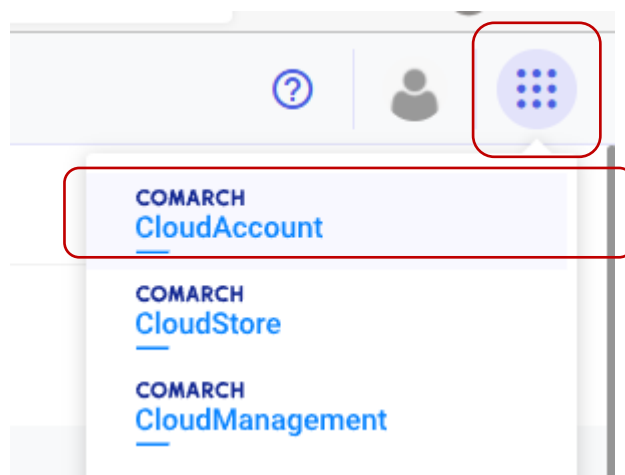 ?
COMARCH
CloudAccount
COMARCH
CloudStore
COMARCH
CloudManagement